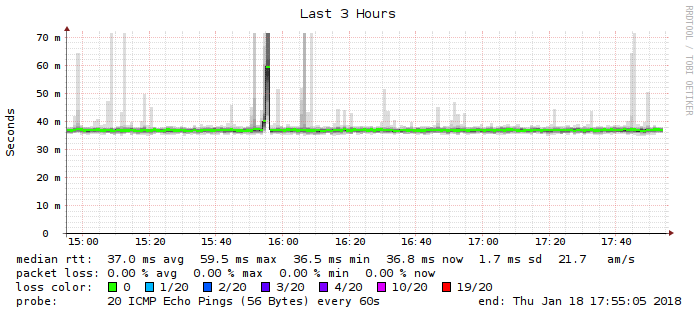 Last 3 Hours
RRDTOOL / TOBI OETIKER
Seconds
70 m
60 m
50 m
40 m
30 m
20 m
10 m
0
15:00 15:20 15:40 16:00 16:20 16:40 17:00 17:20 17:40
median rtt: 37.0 ms avg 59.5 ms max 36.5 ms min 36.8 ms now 1.7 ms sd 21.7 am/s
packet loss: 0.00 % avg 0.00 % max 0.00 % min 0.00 % now
loss color: 0 1/20 2/20 3/20 4/20 10/20 19/20
probe: 20 ICMP Echo Pings (56 Bytes) every 60s end: Thu Jan 18 17:55:05 2018